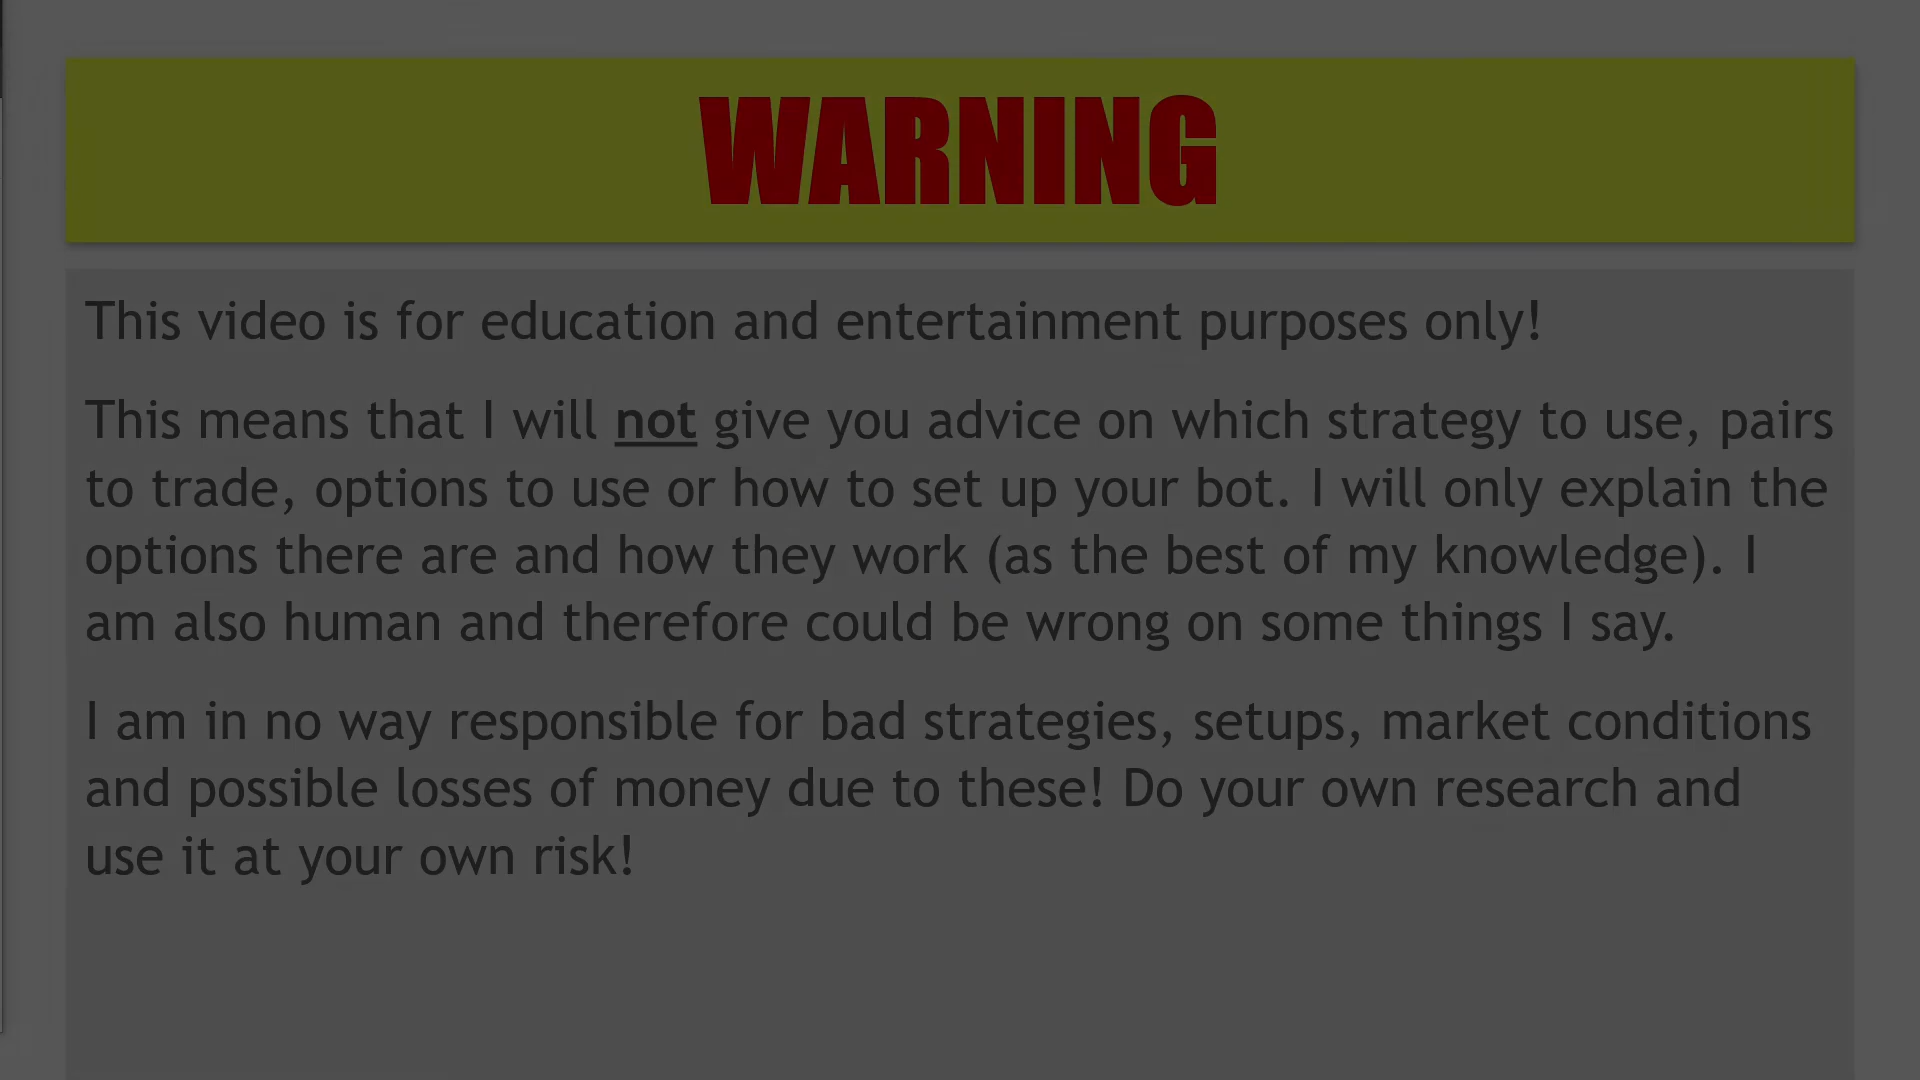 WARNING
This video is for education and entertainment purposes only!
This means that I will not give you advice on which strategy to use, pairs
to trade, options to use or how to set up your bot. I will only explain the
options there are and how they work (as the best of my knowledge). I
am also human and therefore could be wrong on some things I say.
I am in no way responsible for bad strategies, setups, market conditions
and possible losses of money due to these! Do your own research and
use it at your own risk!